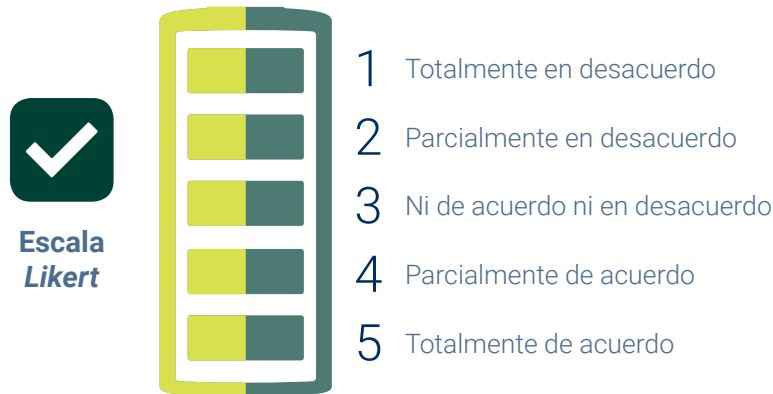 Escala
Likert
1 Totalmente en desacuerdo
2 Parcialmente en desacuerdo
3 Ni de acuerdo ni en desacuerdo
4 Parcialmente de acuerdo
5 Totalmente de acuerdo